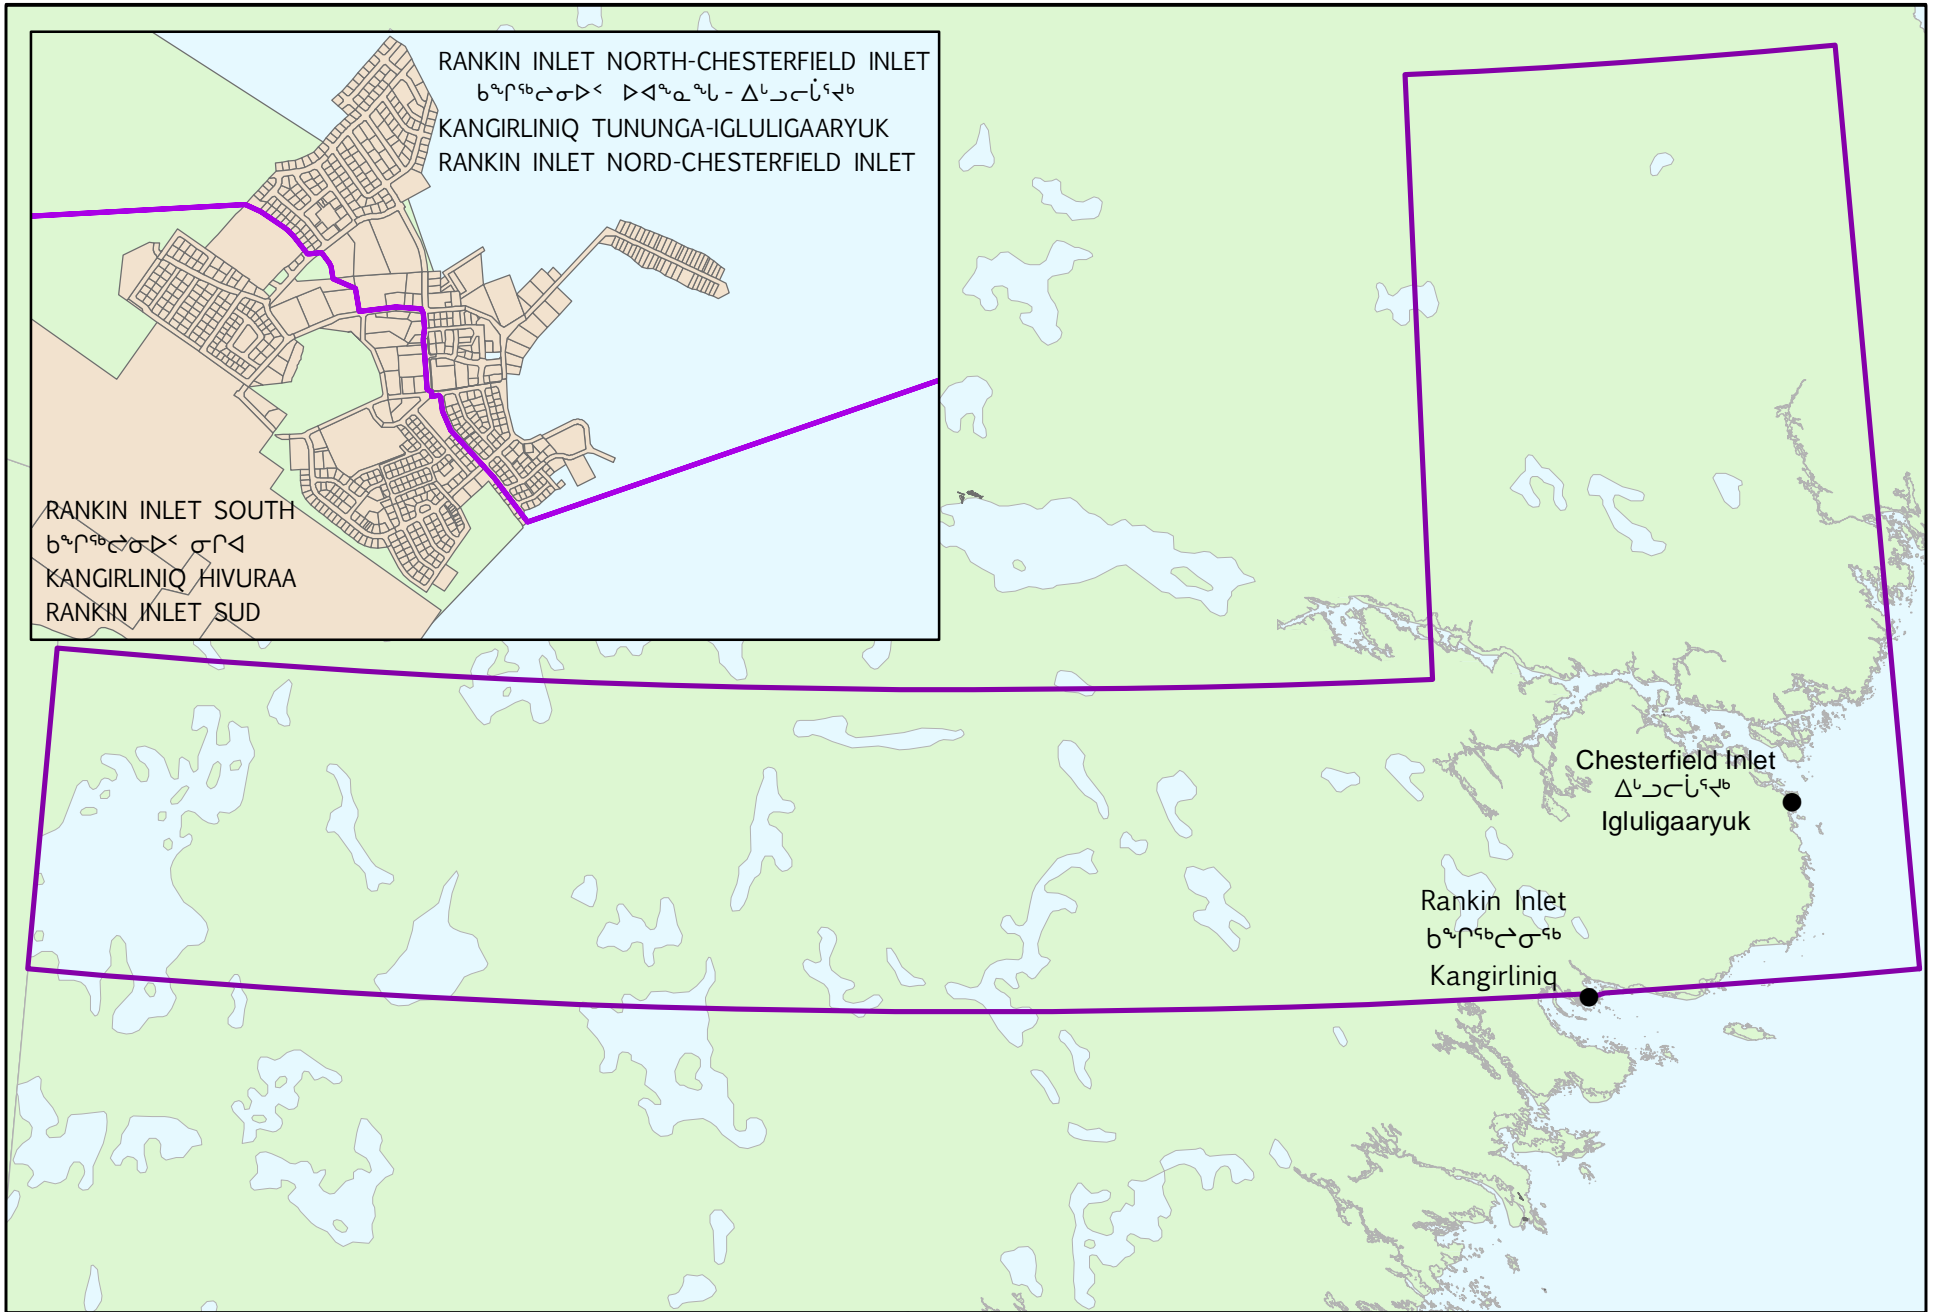 RANKIN INLET NORTH-CHESTERFIELD INLET
ᑲᖏᖅᖠᓂᐅᑉ ᐅᐊᖕᓇᖓ - ᐃᒡᓗᓕᒑᕐᔪᒃ
KANGIRLINIQ TUNUNGA-IGLULIGAARYUK
RANKIN INLET NORD-CHESTERFIELD INLET
RANKIN INLET SOUTH
ᑲᖏᖅᖠᓂᐅᑉ ᓂᒋᐊ
KANGIRLINIQ HIVURAA
RANKIN INLET SUD
Chesterfield Inlet
ᐃᒡᓗᓕᒑᕐᔪᒃ
Igluligaaryuk
Rankin Inlet
ᑲᖏᖅᖠᓂᖅ
Kangirliniq